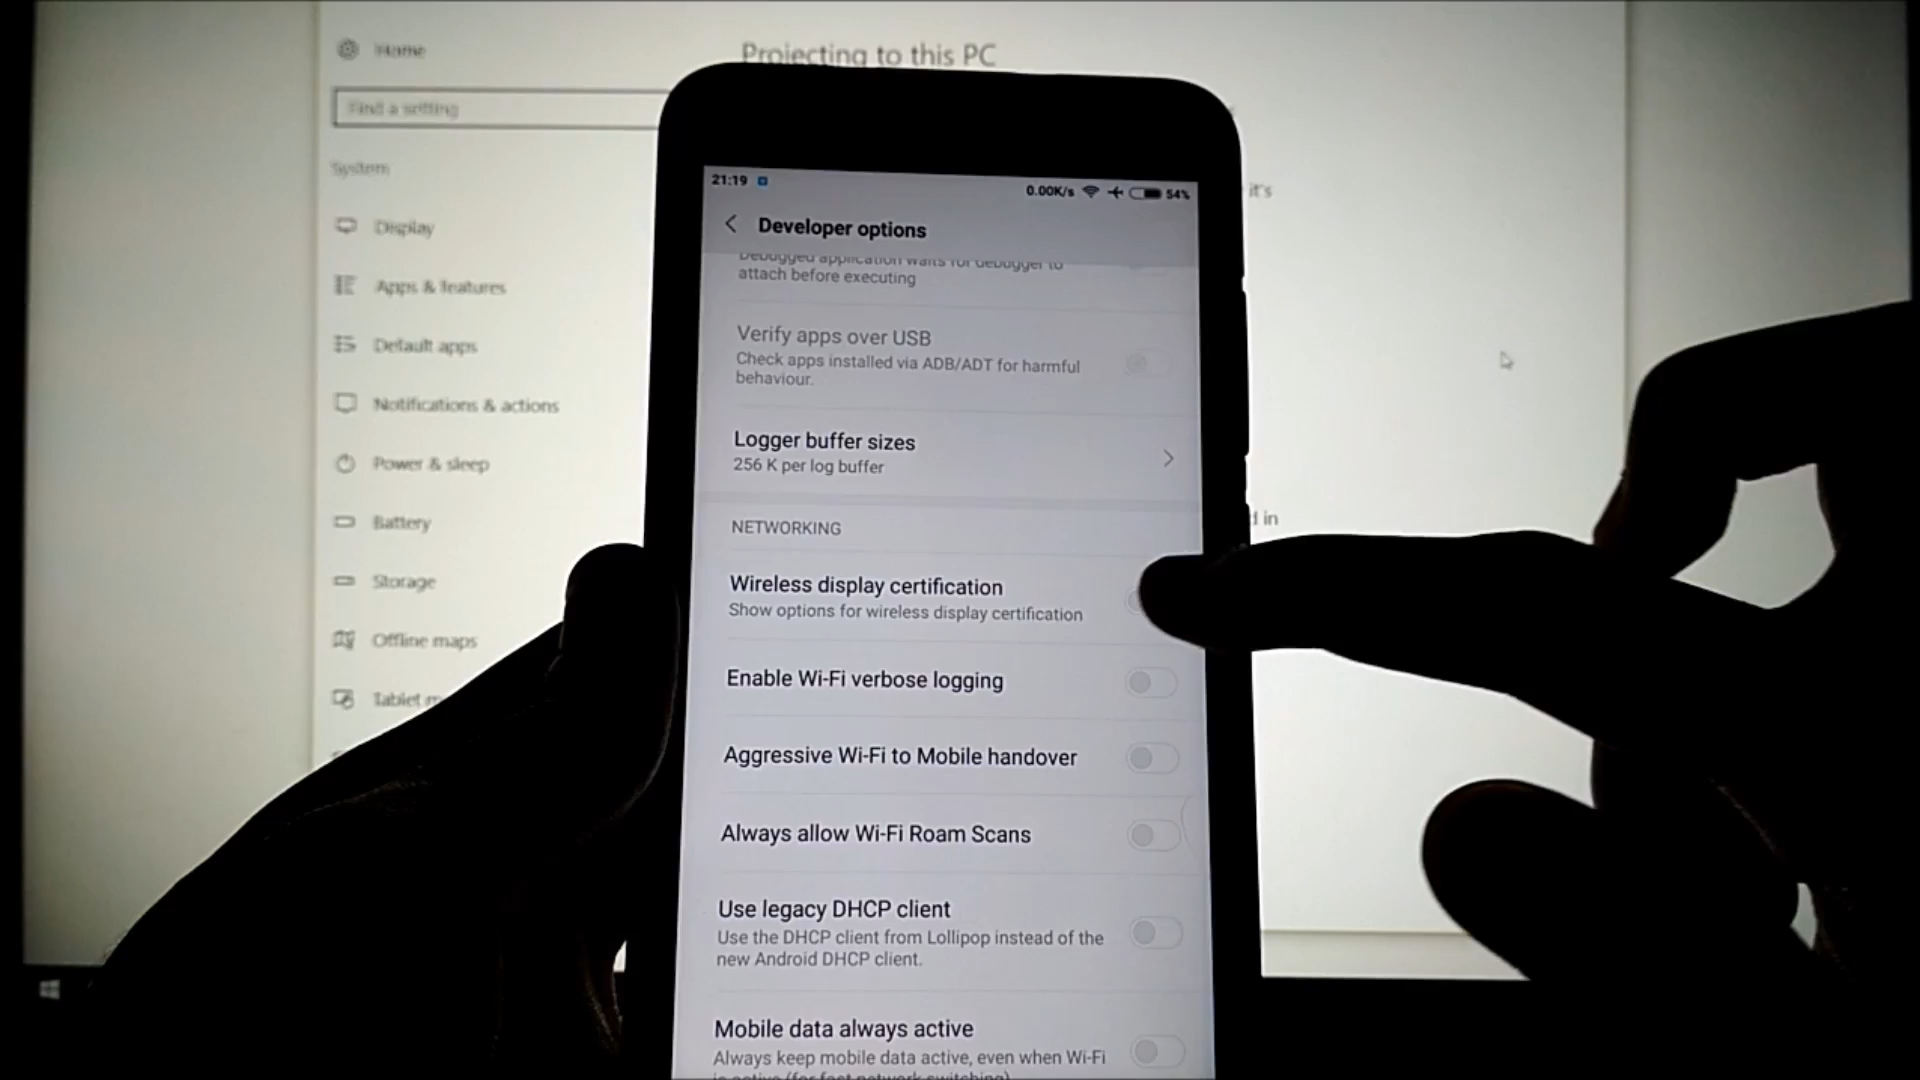 Home
Projecting to this PC
Find a setting
System
Display
Apps & features
Default apps
Notifications & actions
Power & sleep
Battery
Storage
Offline maps
Tablet
it's
in
21:19
0.00K/s
54%
Developer options
Debugged application waits for debugger to
attach before executing
Verify apps over USB
Check apps installed via ADB/ADT for harmful
behaviour.
Logger buffer sizes
256 K per log buffer
NETWORKING
Wireless display certification
Show options for wireless display certification
Enable Wi-Fi verbose logging
Aggressive Wi-Fi to Mobile handover
Always allow Wi-Fi Roam Scans
Use legacy DHCP client
Use the DHCP client from Lollipop instead of the
new Android DHCP client.
Mobile data always active
Always keep mobile data active, even when Wi-Fi
is active (for fast network switching)